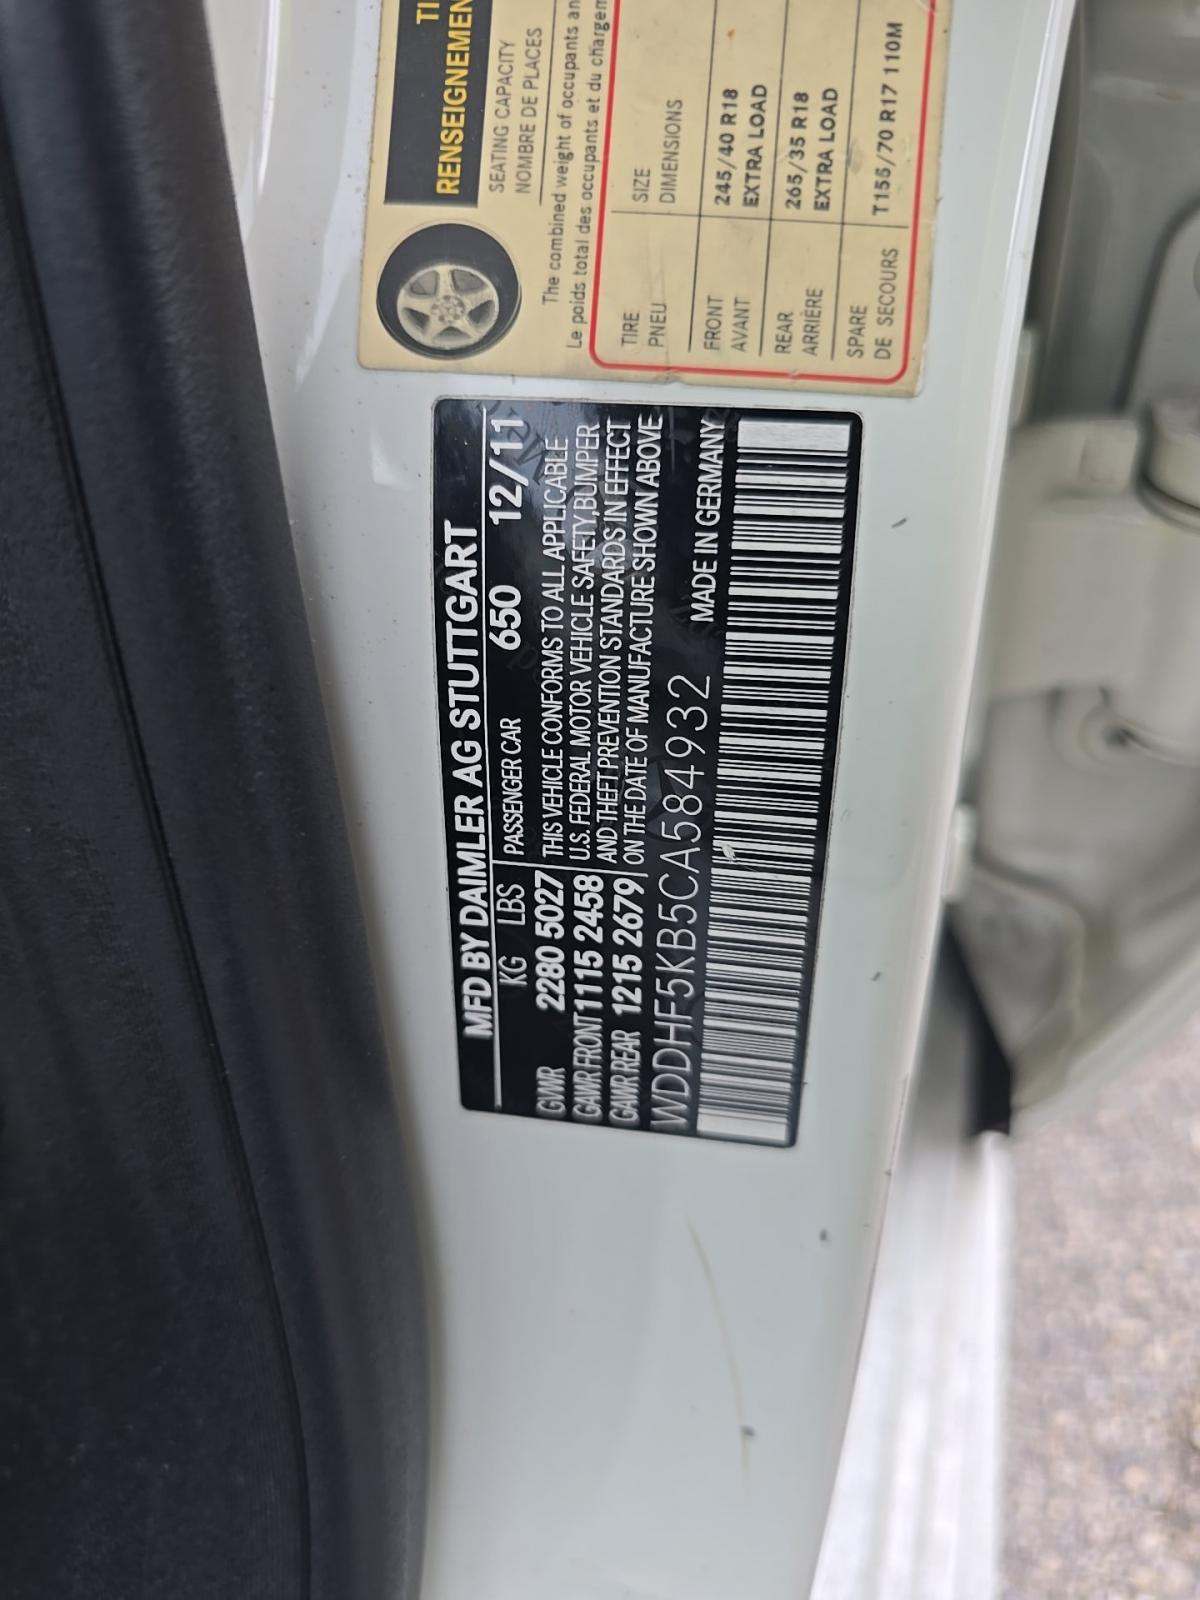 MFD BY DAIMLER AG STUTTGART
KG LBS PASSENGER CAR 650 12/11
GVWR 2280 5027 THIS VEHICLE CONFORMS TO ALL APPLICABLE
GAWR FRONT 1115 2458 U.S. FEDERAL MOTOR VEHICLE SAFETY, BUMPER
GAWR REAR 1215 2679 AND THEFT PREVENTION STANDARDS IN EFFECT
ON THE DATE OF MANUFACTURE SHOWN ABOVE
WDDHF5KB5CA584932 MADE IN GERMANY
TI
RENSEIGNEMEN
SEATING CAPACITY
NOMBRE DE PLACES
The combined weight of occupants an
Le poids total des occupants et du chargem
TIRE SIZE
PNEU DIMENSIONS
FRONT 245/40 R18
AVANT EXTRA LOAD
REAR 265/35 R18
ARRIÈRE EXTRA LOAD
SPARE T155/70 R17 110M
DE SECOURS